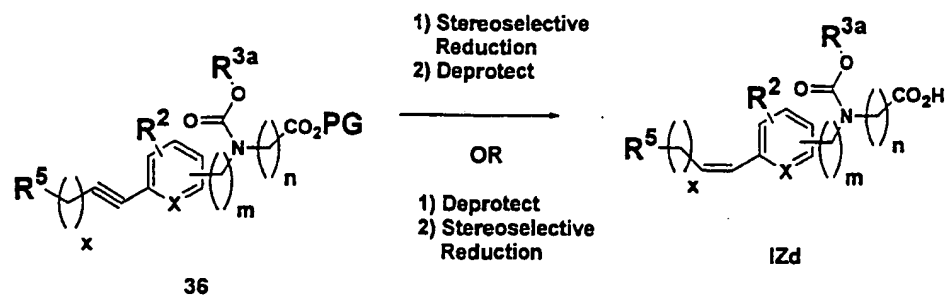 1) Stereoselective
Reduction
2) Deprotect
OR
1) Deprotect
2) Stereoselective
Reduction
R3a
O
O
N
R2
CO2PG
n
m
X
R5
x
36
R3a
O
O
N
R2
CO2H
n
m
X
R5
x
IZd